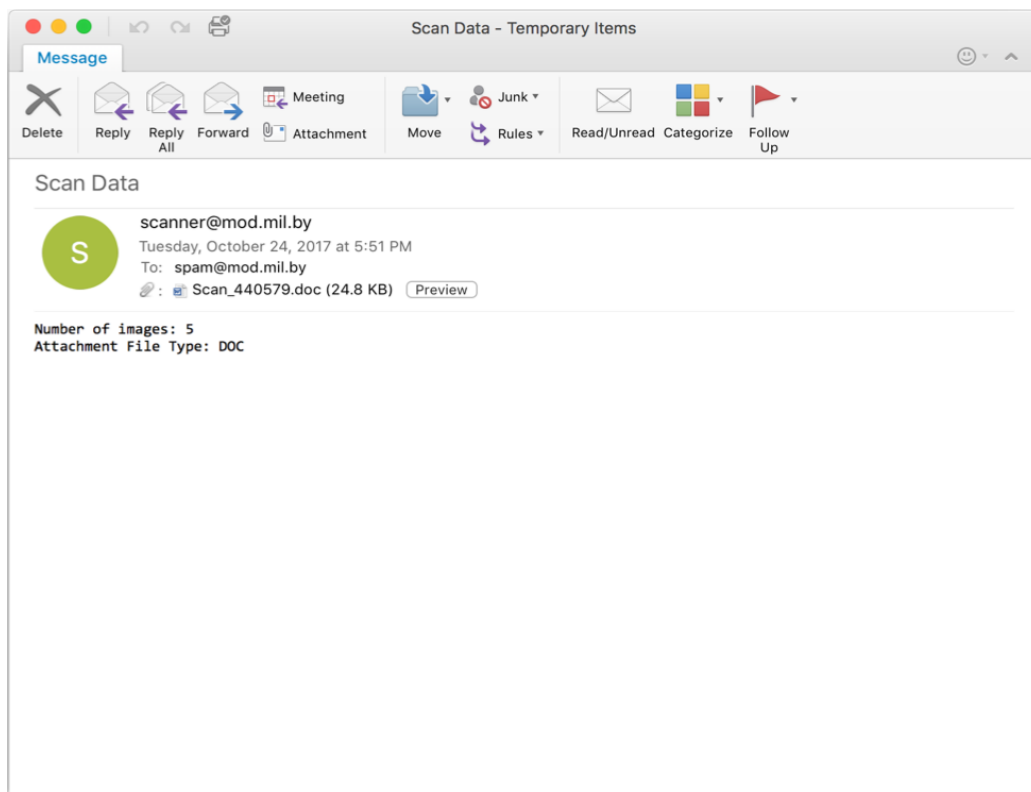 Scan Data - Temporary Items
Message
Delete
Reply
Reply All
Forward
Meeting
Attachment
Move
Junk
Rules
Read/Unread
Categorize
Follow Up
Scan Data
S
scanner@mod.mil.by
Tuesday, October 24, 2017 at 5:51 PM
To: spam@mod.mil.by
: Scan_440579.doc (24.8 KB) Preview
Number of images: 5
Attachment File Type: DOC